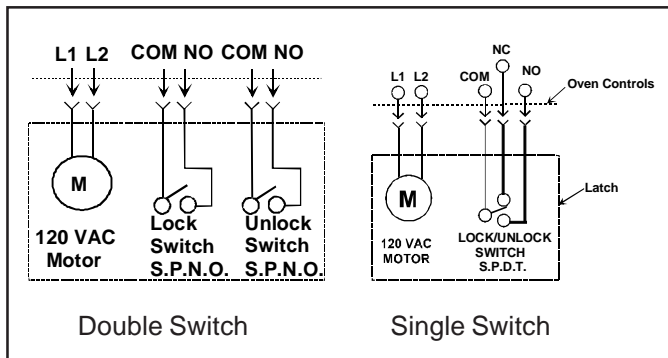 L1 L2 COM NO COM NO
M
120 VAC
Motor
Lock
Switch
S.P.N.O.
Unlock
Switch
S.P.N.O.
Double Switch
L1 L2 COM NC NO
Oven Controls
Latch
M
120 VAC
MOTOR
LOCK/UNLOCK
SWITCH
S.P.D.T.
Single Switch